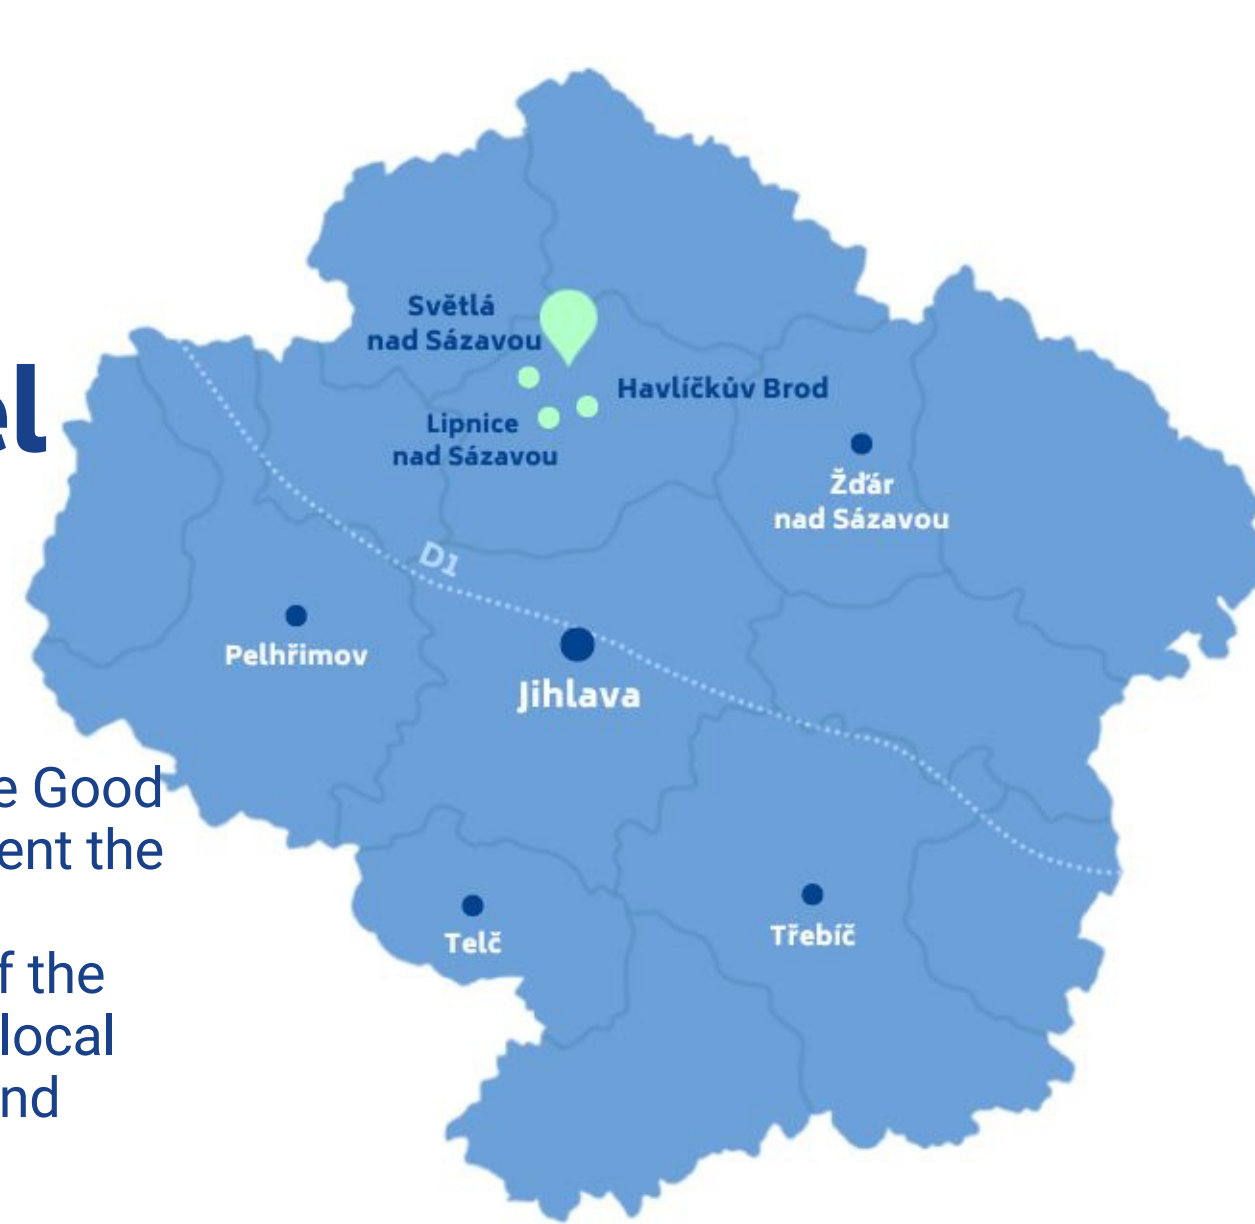 Světlá
nad Sázavou
el
Havlíčkův Brod
Lipnice
nad Sázavou
Žďár
nad Sázavou
D1
Pelhřimov
Jihlava
e Good
ent the
Telč
Třebíč
f the
local
nd